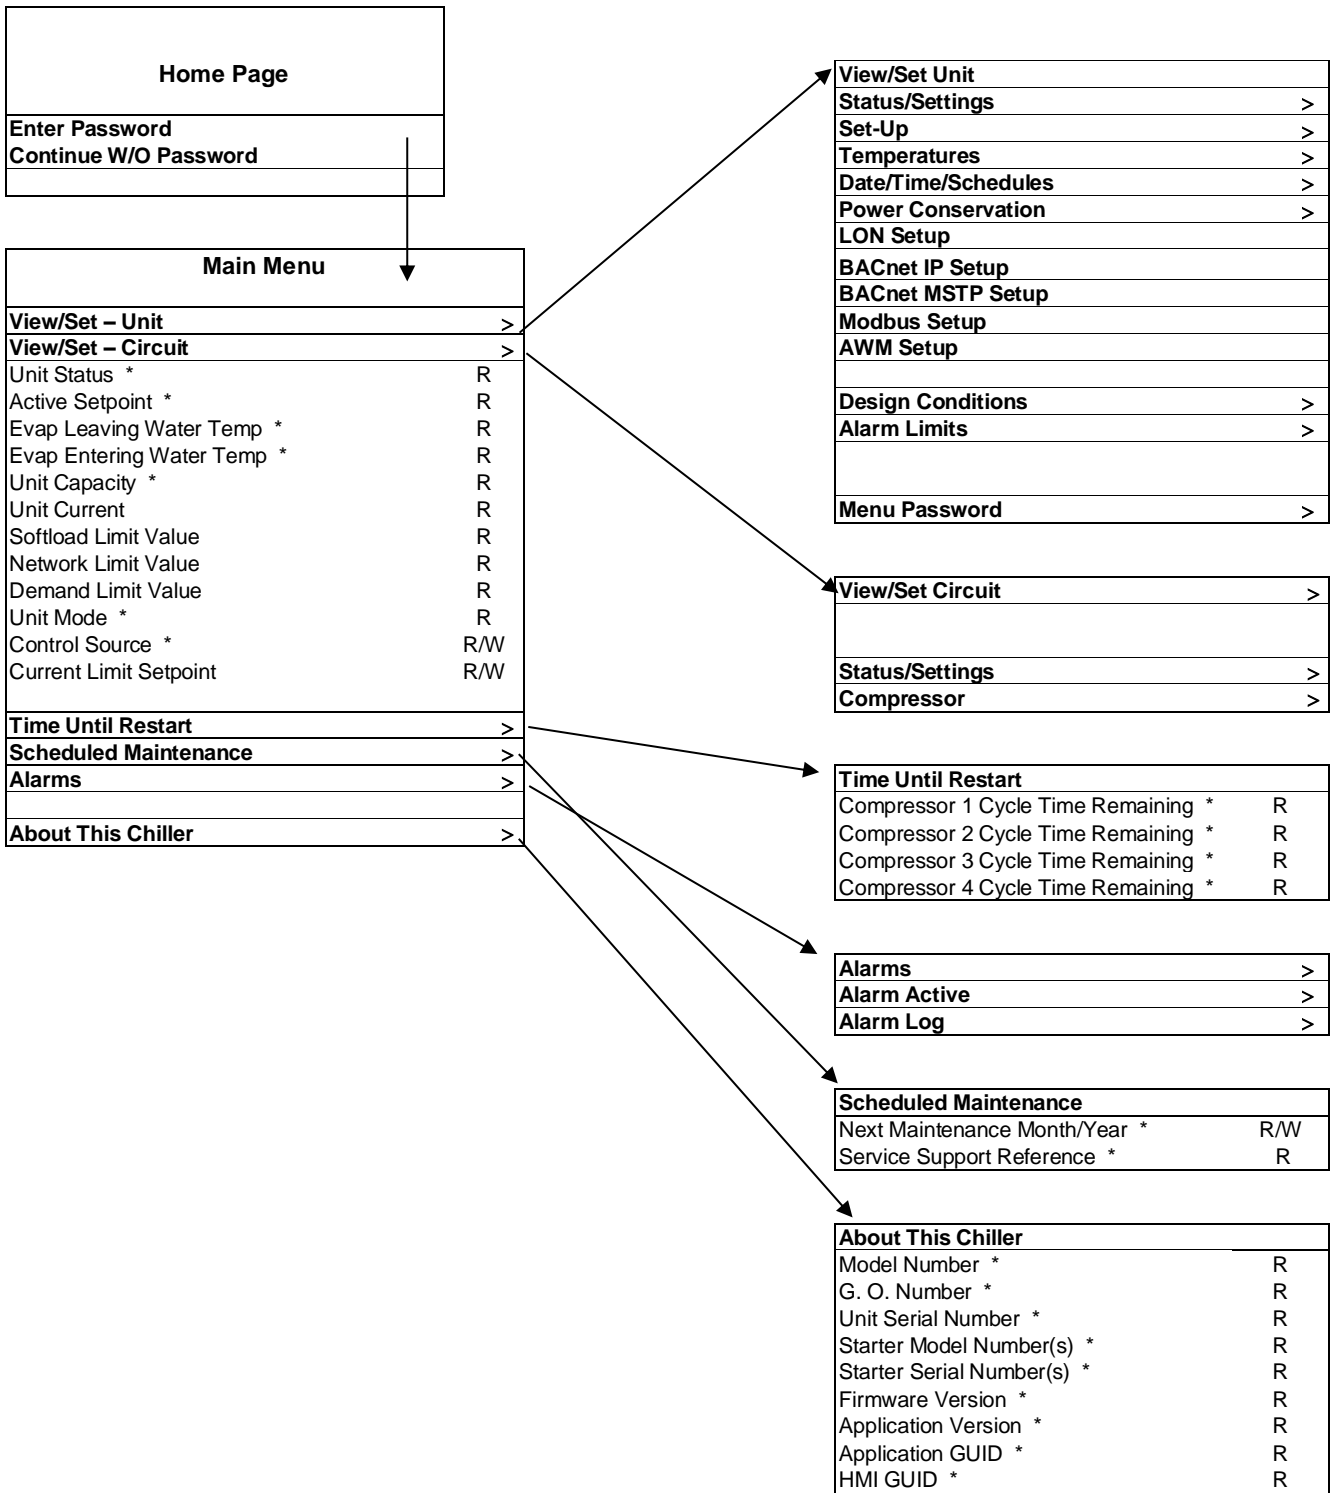 Home Page
Enter Password
Continue W/O Password
Main Menu
View/Set – Unit >
View/Set – Circuit >
Unit Status * R
Active Setpoint * R
Evap Leaving Water Temp * R
Evap Entering Water Temp * R
Unit Capacity * R
Unit Current R
Softload Limit Value R
Network Limit Value R
Demand Limit Value R
Unit Mode * R
Control Source * R/W
Current Limit Setpoint R/W
Time Until Restart >
Scheduled Maintenance >
Alarms >
About This Chiller >
View/Set Unit
Status/Settings >
Set-Up >
Temperatures >
Date/Time/Schedules >
Power Conservation >
LON Setup
BACnet IP Setup
BACnet MSTP Setup
Modbus Setup
AWM Setup
Design Conditions >
Alarm Limits >
Menu Password >
View/Set Circuit >
Status/Settings >
Compressor >
Time Until Restart
Compressor 1 Cycle Time Remaining * R
Compressor 2 Cycle Time Remaining * R
Compressor 3 Cycle Time Remaining * R
Compressor 4 Cycle Time Remaining * R
Alarms >
Alarm Active >
Alarm Log >
Scheduled Maintenance
Next Maintenance Month/Year * R/W
Service Support Reference * R
About This Chiller
Model Number * R
G. O. Number * R
Unit Serial Number * R
Starter Model Number(s) * R
Starter Serial Number(s) * R
Firmware Version * R
Application Version * R
Application GUID * R
HMI GUID * R